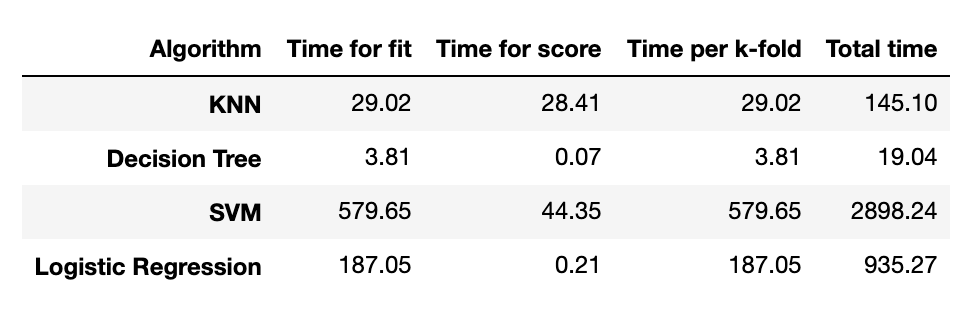 Algorithm Time for fit Time for score Time per k-fold Total time
KNN 29.02 28.41 29.02 145.10
Decision Tree 3.81 0.07 3.81 19.04
SVM 579.65 44.35 579.65 2898.24
Logistic Regression 187.05 0.21 187.05 935.27